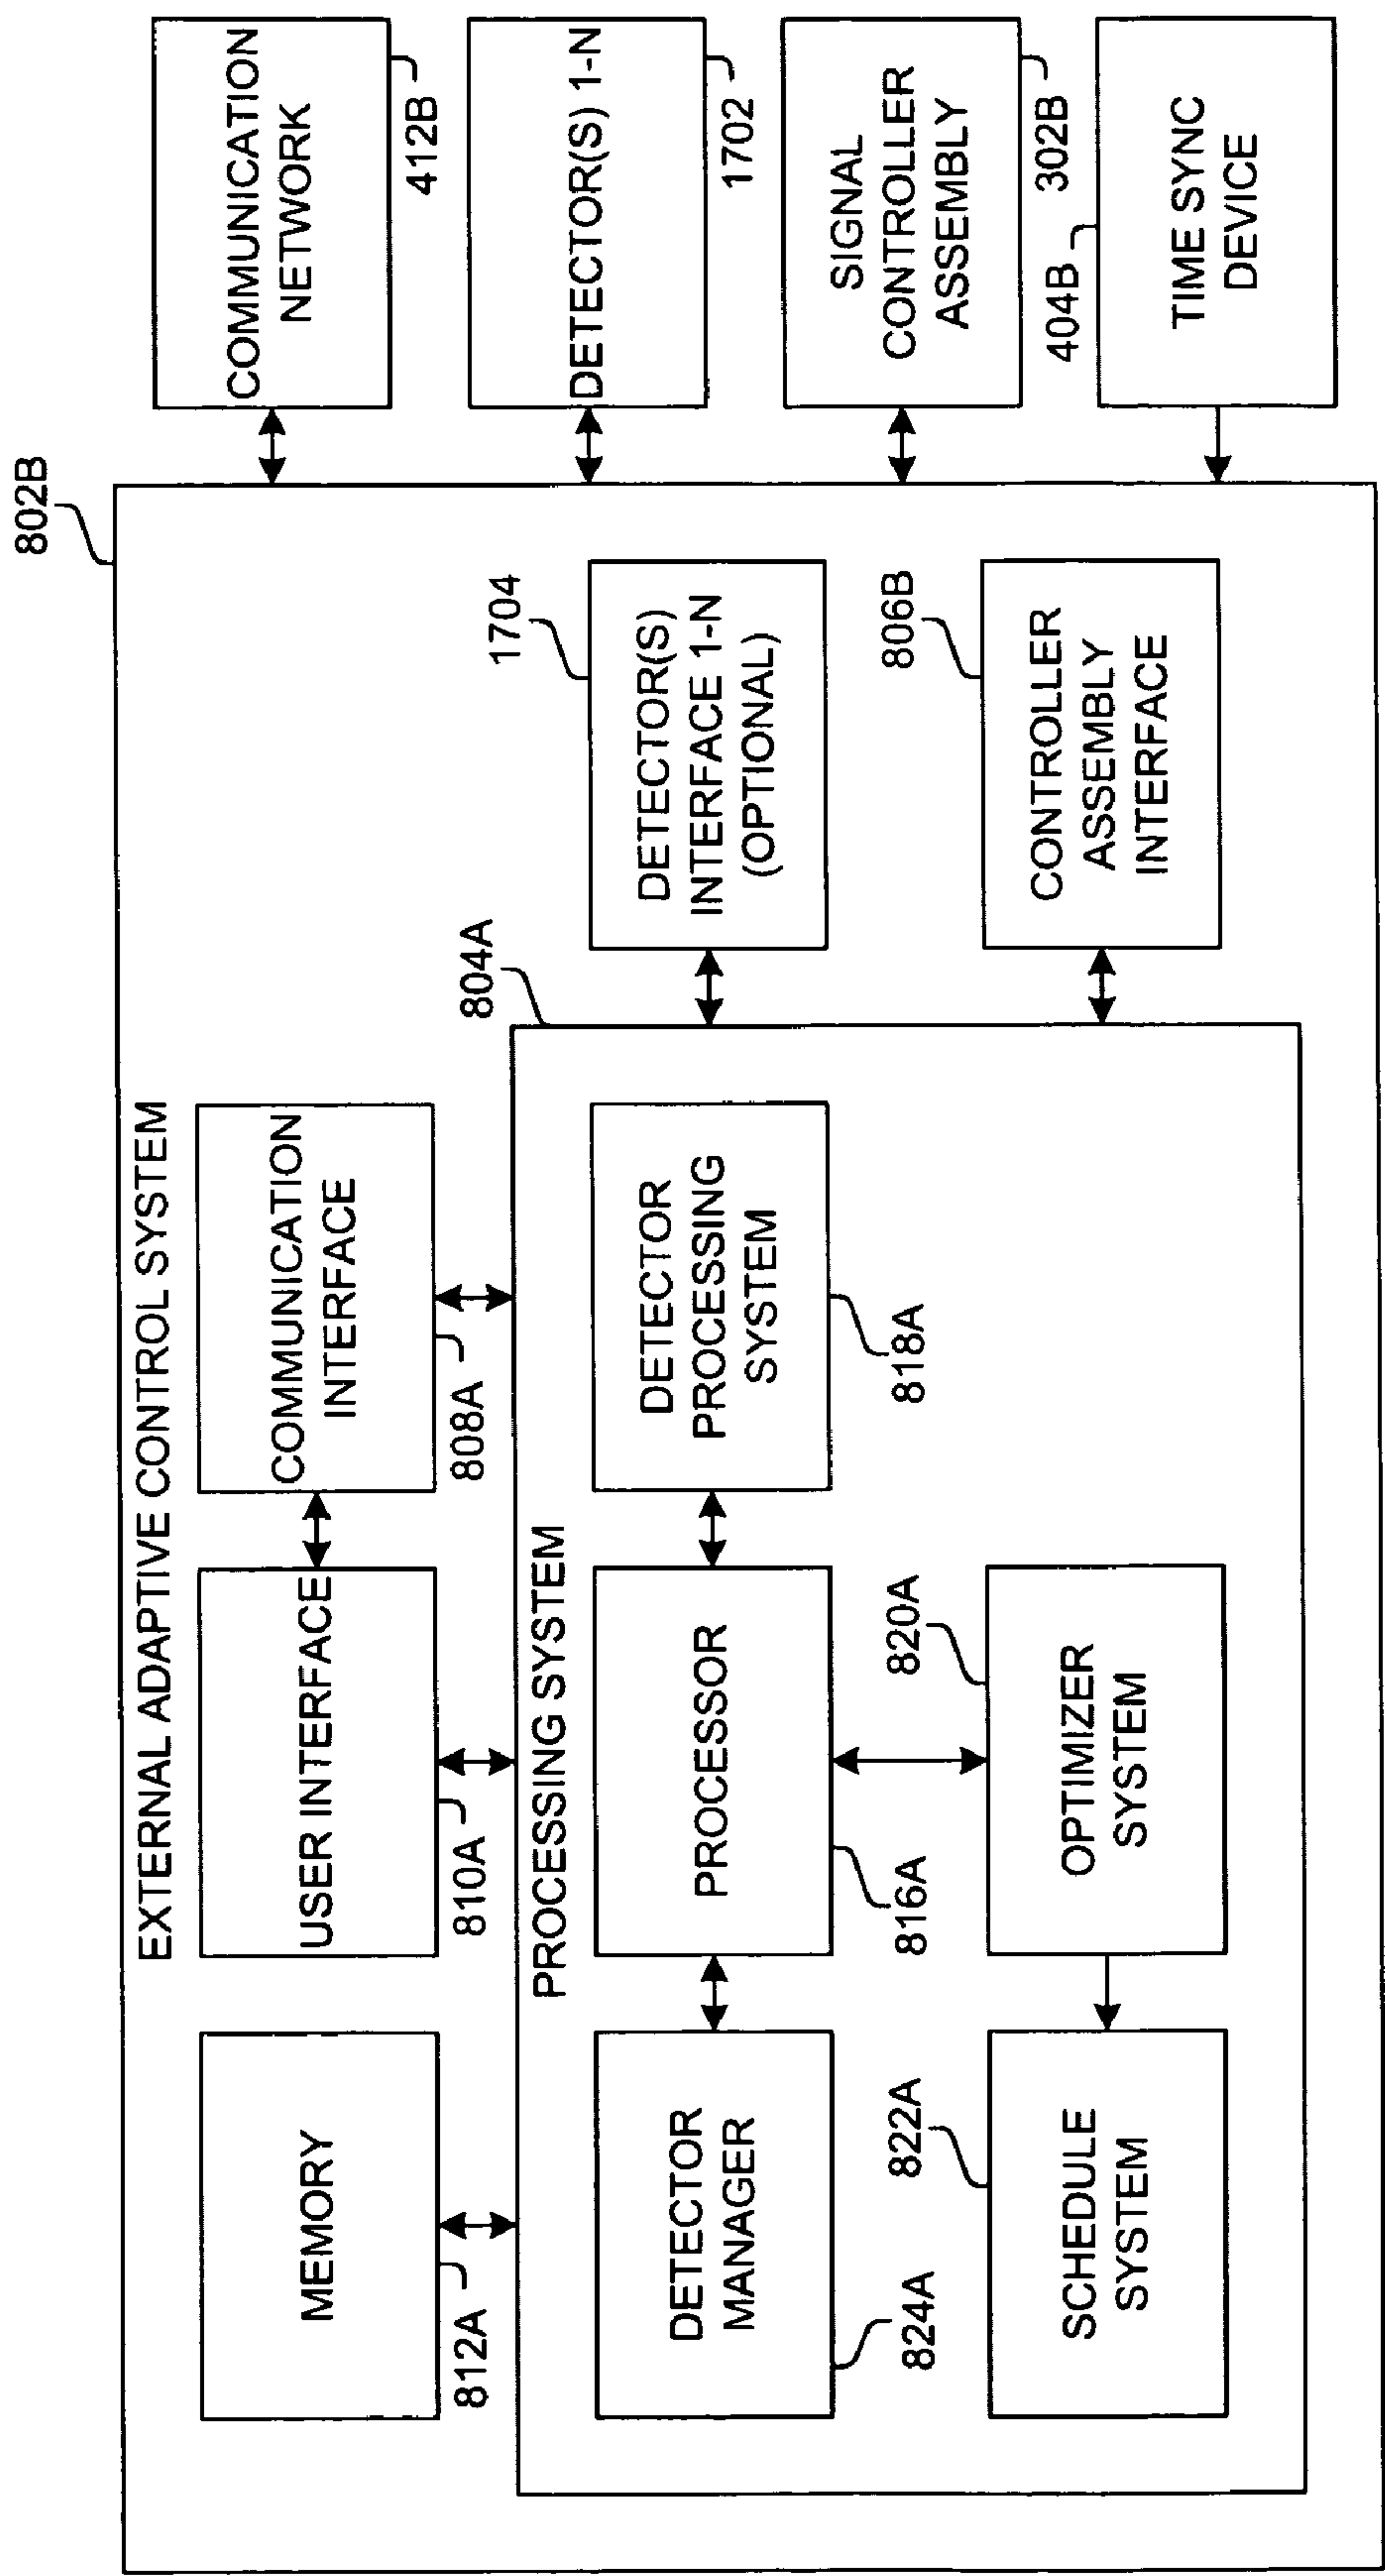 802B
EXTERNAL ADAPTIVE CONTROL SYSTEM
MEMORY
812A
USER INTERFACE
810A
COMMUNICATION
INTERFACE
808A
PROCESSING SYSTEM
804A
DETECTOR
MANAGER
824A
PROCESSOR
816A
DETECTOR
PROCESSING
SYSTEM
818A
SCHEDULE
SYSTEM
822A
OPTIMIZER
SYSTEM
820A
DETECTOR(S)
INTERFACE 1-N
(OPTIONAL)
1704
CONTROLLER
ASSEMBLY
INTERFACE
806B
COMMUNICATION
NETWORK
412B
DETECTOR(S) 1-N
1702
SIGNAL
CONTROLLER
ASSEMBLY
302B
TIME SYNC
DEVICE
404B